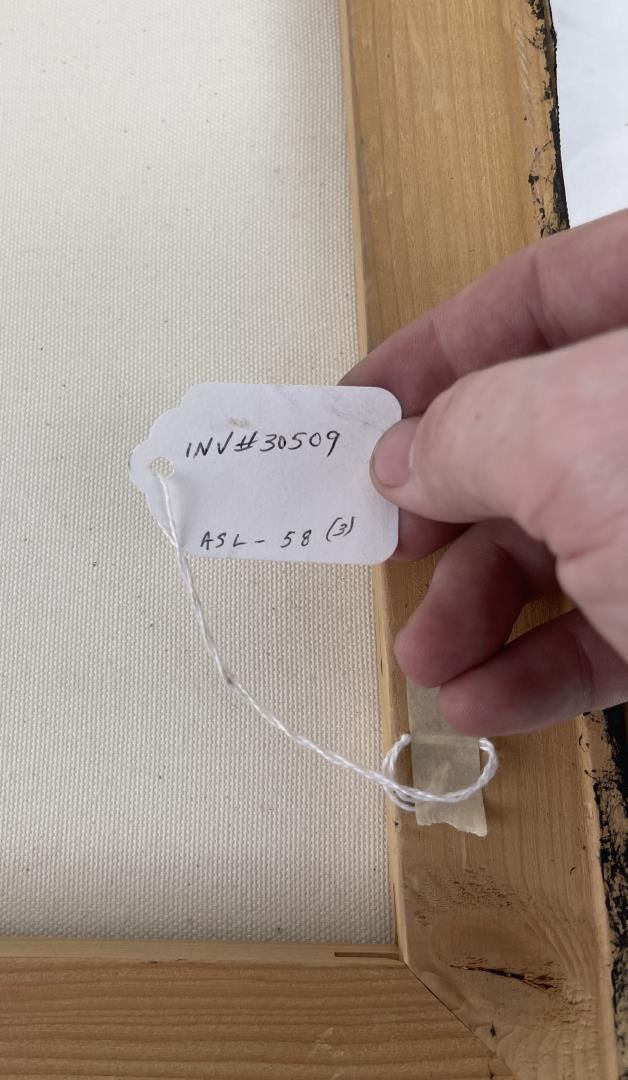 INV#30509
ASL - 58 (3)